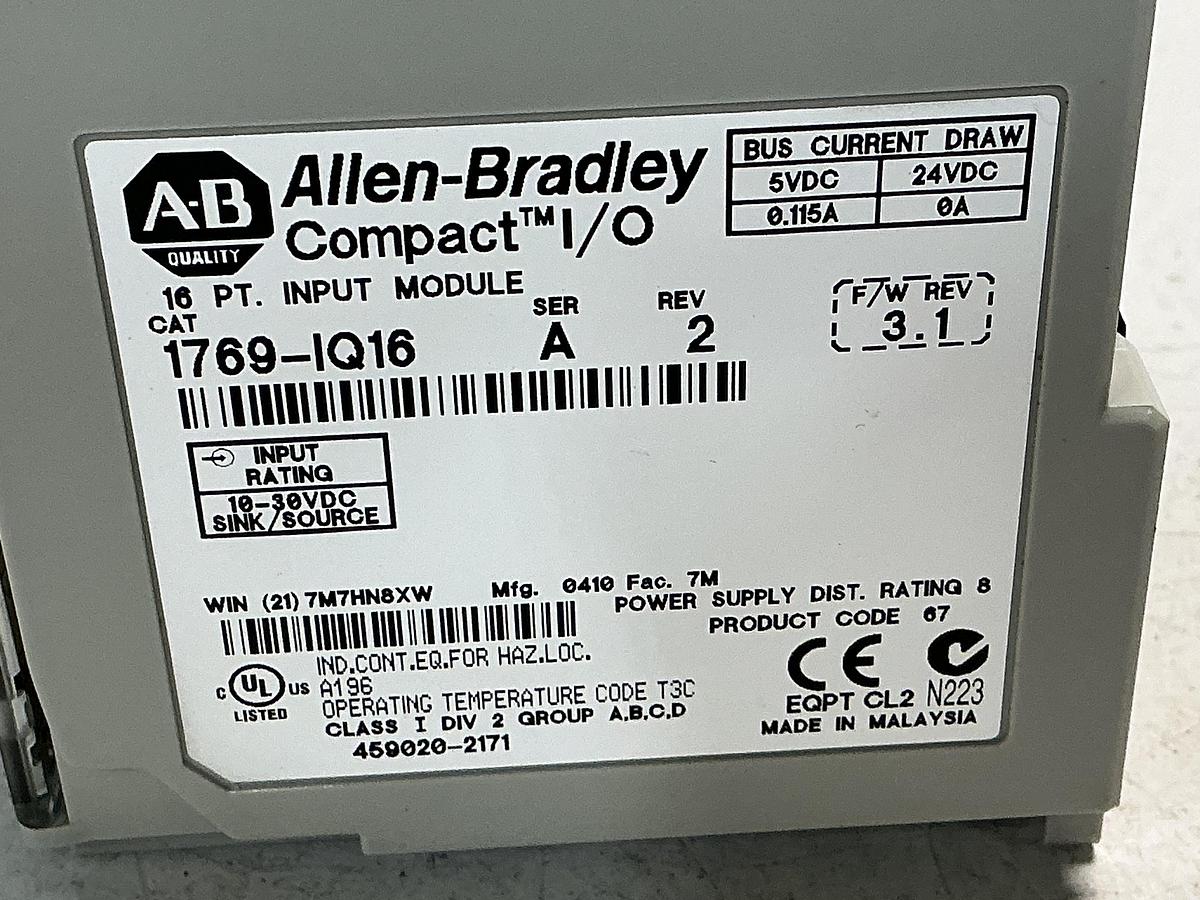 A-B
QUALITY
Allen-Bradley
Compact™ I/O
BUS CURRENT DRAW
5VDC 24VDC
0.115A 0A
16 PT. INPUT MODULE
CAT SER REV
1769-IQ16 A 2
F/W REV
3.1
INPUT
RATING
10-30VDC
SINK/SOURCE
WIN (21) 7M7HN8XW Mfg. 0410 Fac. 7M
POWER SUPPLY DIST. RATING 8
PRODUCT CODE 67
IND.CONT.EQ.FOR HAZ.LOC.
A196
C UL US
LISTED
OPERATING TEMPERATURE CODE T3C
CLASS I DIV 2 GROUP A,B,C,D
459020-2171
CE
EQPT CL2 N223
MADE IN MALAYSIA